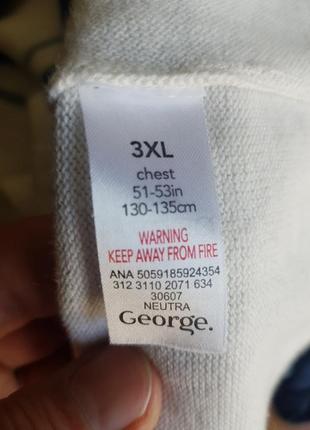 3XL
chest
51-53in
130-135cm
WARNING
KEEP AWAY FROM FIRE
ANA 5059185924354
312 3110 2071 634
30607
NEUTRA
George.